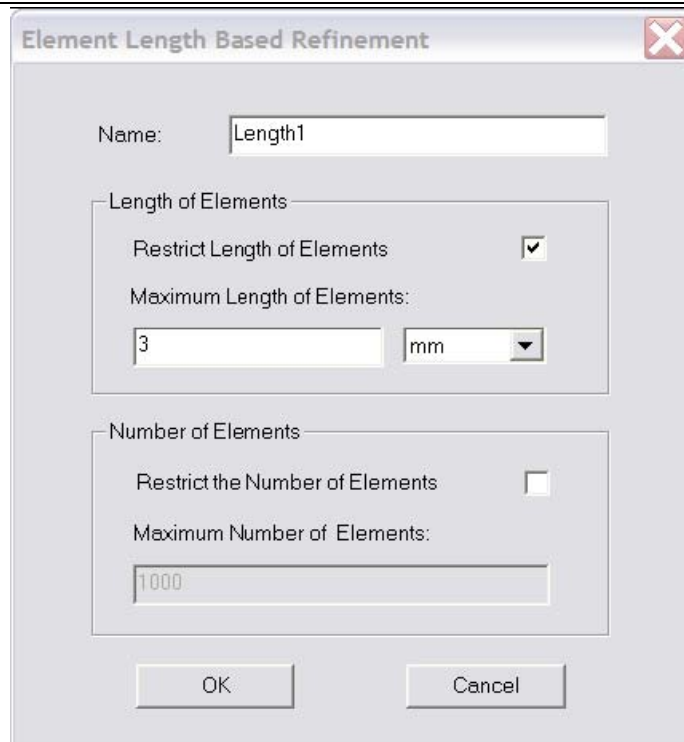 Element Length Based Refinement
Name: Length1
Length of Elements
Restrict Length of Elements
Maximum Length of Elements:
3 mm
Number of Elements
Restrict the Number of Elements
Maximum Number of Elements:
1000
OK Cancel